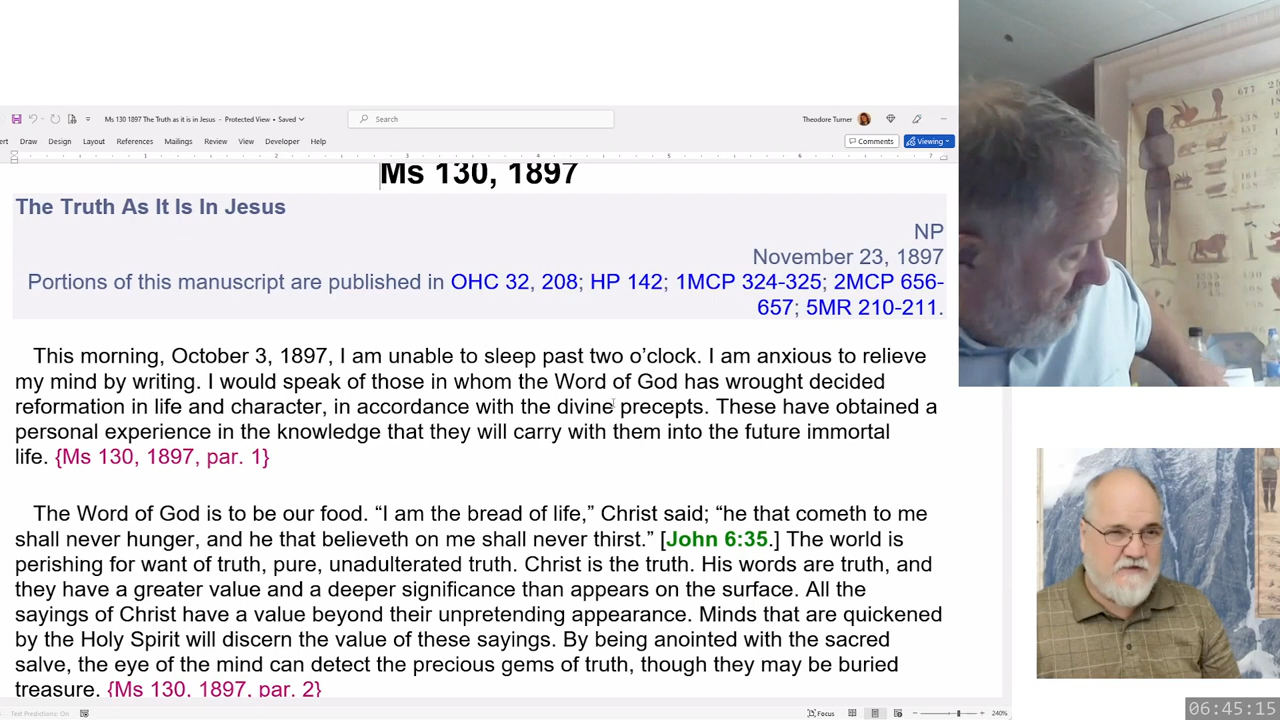 Ms 130 1897 The Truth as it is in Jesus - Protected View • Saved
Search
Theodore Turner
Draw Design Layout References Mailings Review View Developer Help
Comments Viewing
Ms 130, 1897
The Truth As It Is In Jesus
NP
November 23, 1897
Portions of this manuscript are published in OHC 32, 208; HP 142; 1MCP 324-325; 2MCP 656-
657; 5MR 210-211.
This morning, October 3, 1897, I am unable to sleep past two o’clock. I am anxious to relieve
my mind by writing. I would speak of those in whom the Word of God has wrought decided
reformation in life and character, in accordance with the divine precepts. These have obtained a
personal experience in the knowledge that they will carry with them into the future immortal
life. {Ms 130, 1897, par. 1}
The Word of God is to be our food. “I am the bread of life,” Christ said; “he that cometh to me
shall never hunger, and he that believeth on me shall never thirst.” [John 6:35.] The world is
perishing for want of truth, pure, unadulterated truth. Christ is the truth. His words are truth, and
they have a greater value and a deeper significance than appears on the surface. All the
sayings of Christ have a value beyond their unpretending appearance. Minds that are quickened
by the Holy Spirit will discern the value of these sayings. By being anointed with the sacred
salve, the eye of the mind can detect the precious gems of truth, though they may be buried
treasure. {Ms 130, 1897, par. 2}
Text Predictions: On
Focus
240%
677
06:45:15